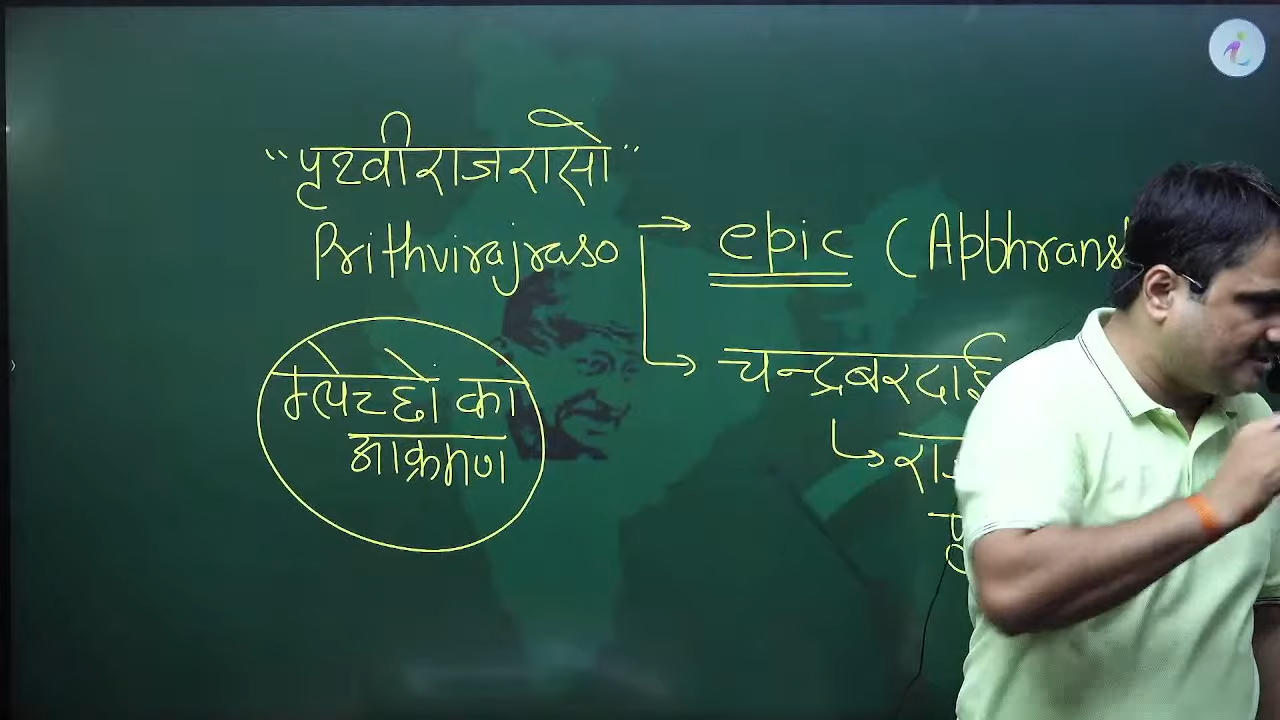 "पृथ्वीराजरासो"
Prithvirajraso
epic (Apbhrans
चन्द्रबरदाई
म्लेच्छो का
आक्रमण